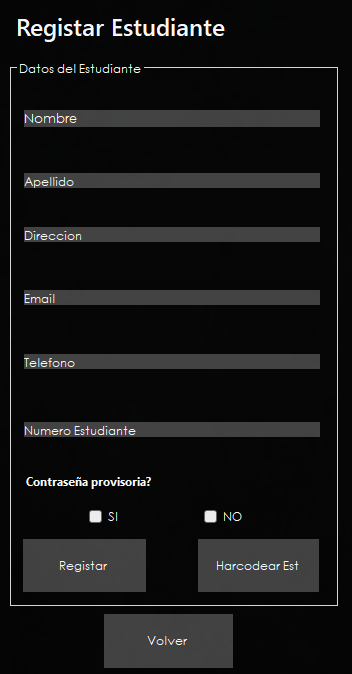 Registar Estudiante
Datos del Estudiante
Nombre
Apellido
Direccion
Email
Telefono
Numero Estudiante
Contraseña provisoria?
SI NO
Registar Harcodear Est
Volver